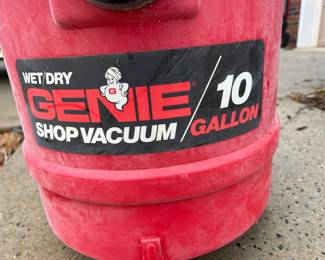 WET/DRY
GENIE
SHOP VACUUM / 10 GALLON
G